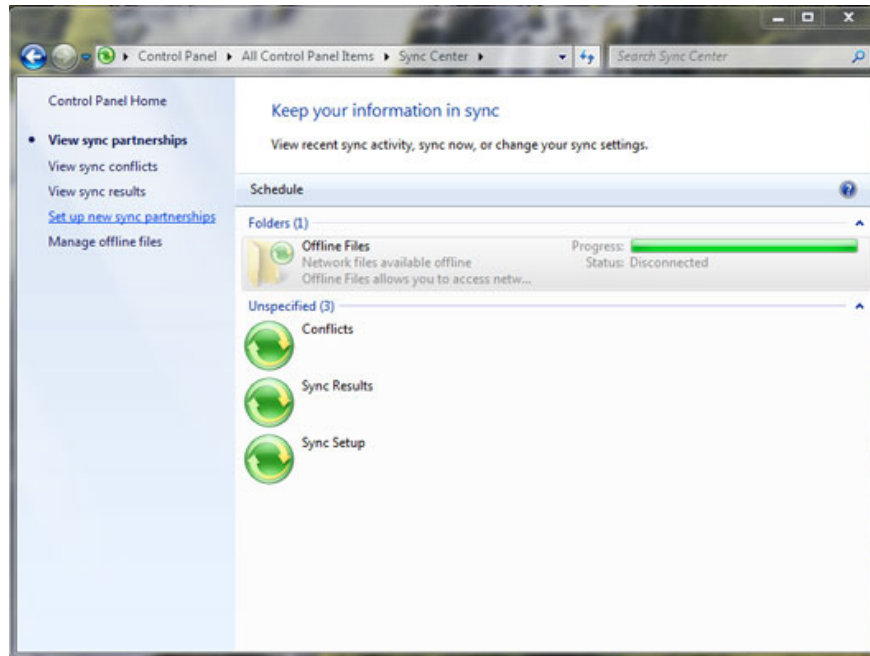 Control Panel All Control Panel Items Sync Center Search Sync Center
Control Panel Home
View sync partnerships
View sync conflicts
View sync results
Set up new sync partnerships
Manage offline files
Keep your information in sync
View recent sync activity, sync now, or change your sync settings.
Schedule
Folders (1)
Offline Files
Network files available offline
Offline Files allows you to access netw...
Progress:
Status: Disconnected
Unspecified (3)
Conflicts
Sync Results
Sync Setup